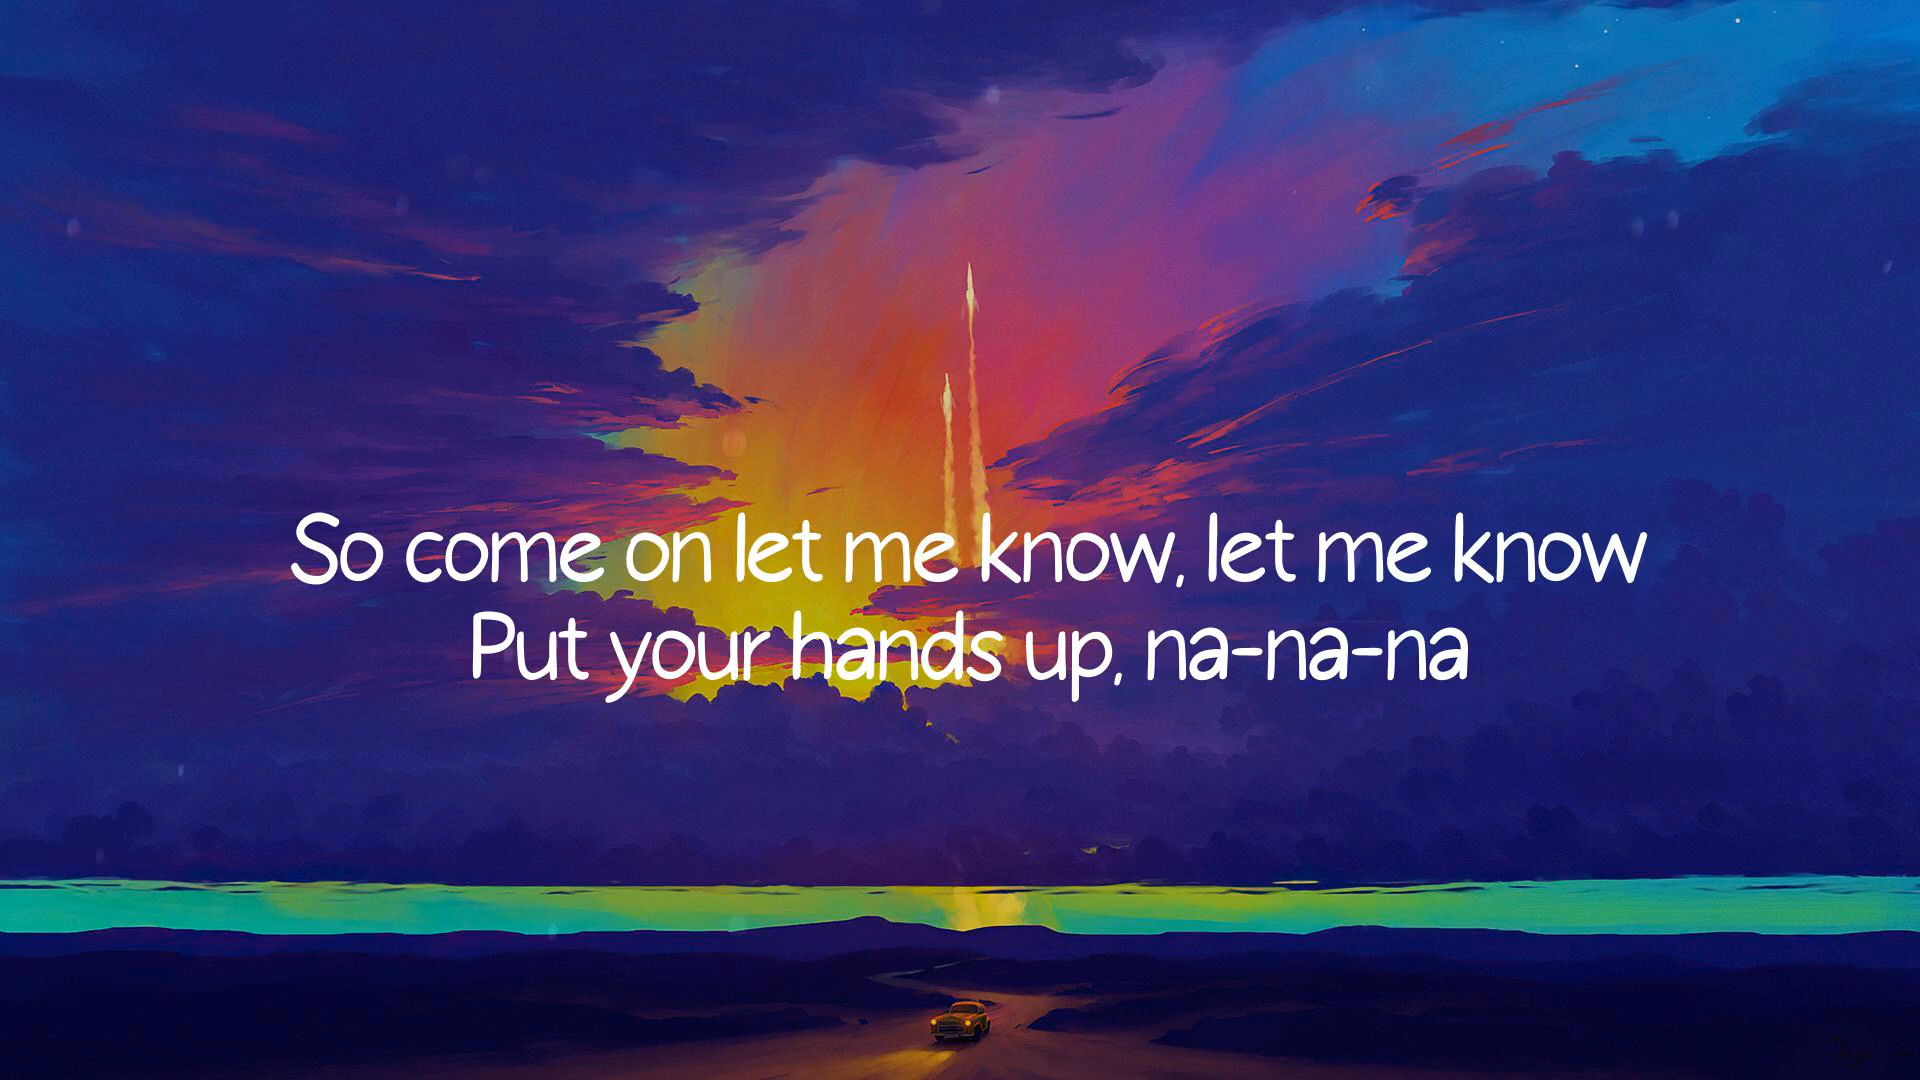 So come on let me know, let me know
Put your hands up, na-na-na